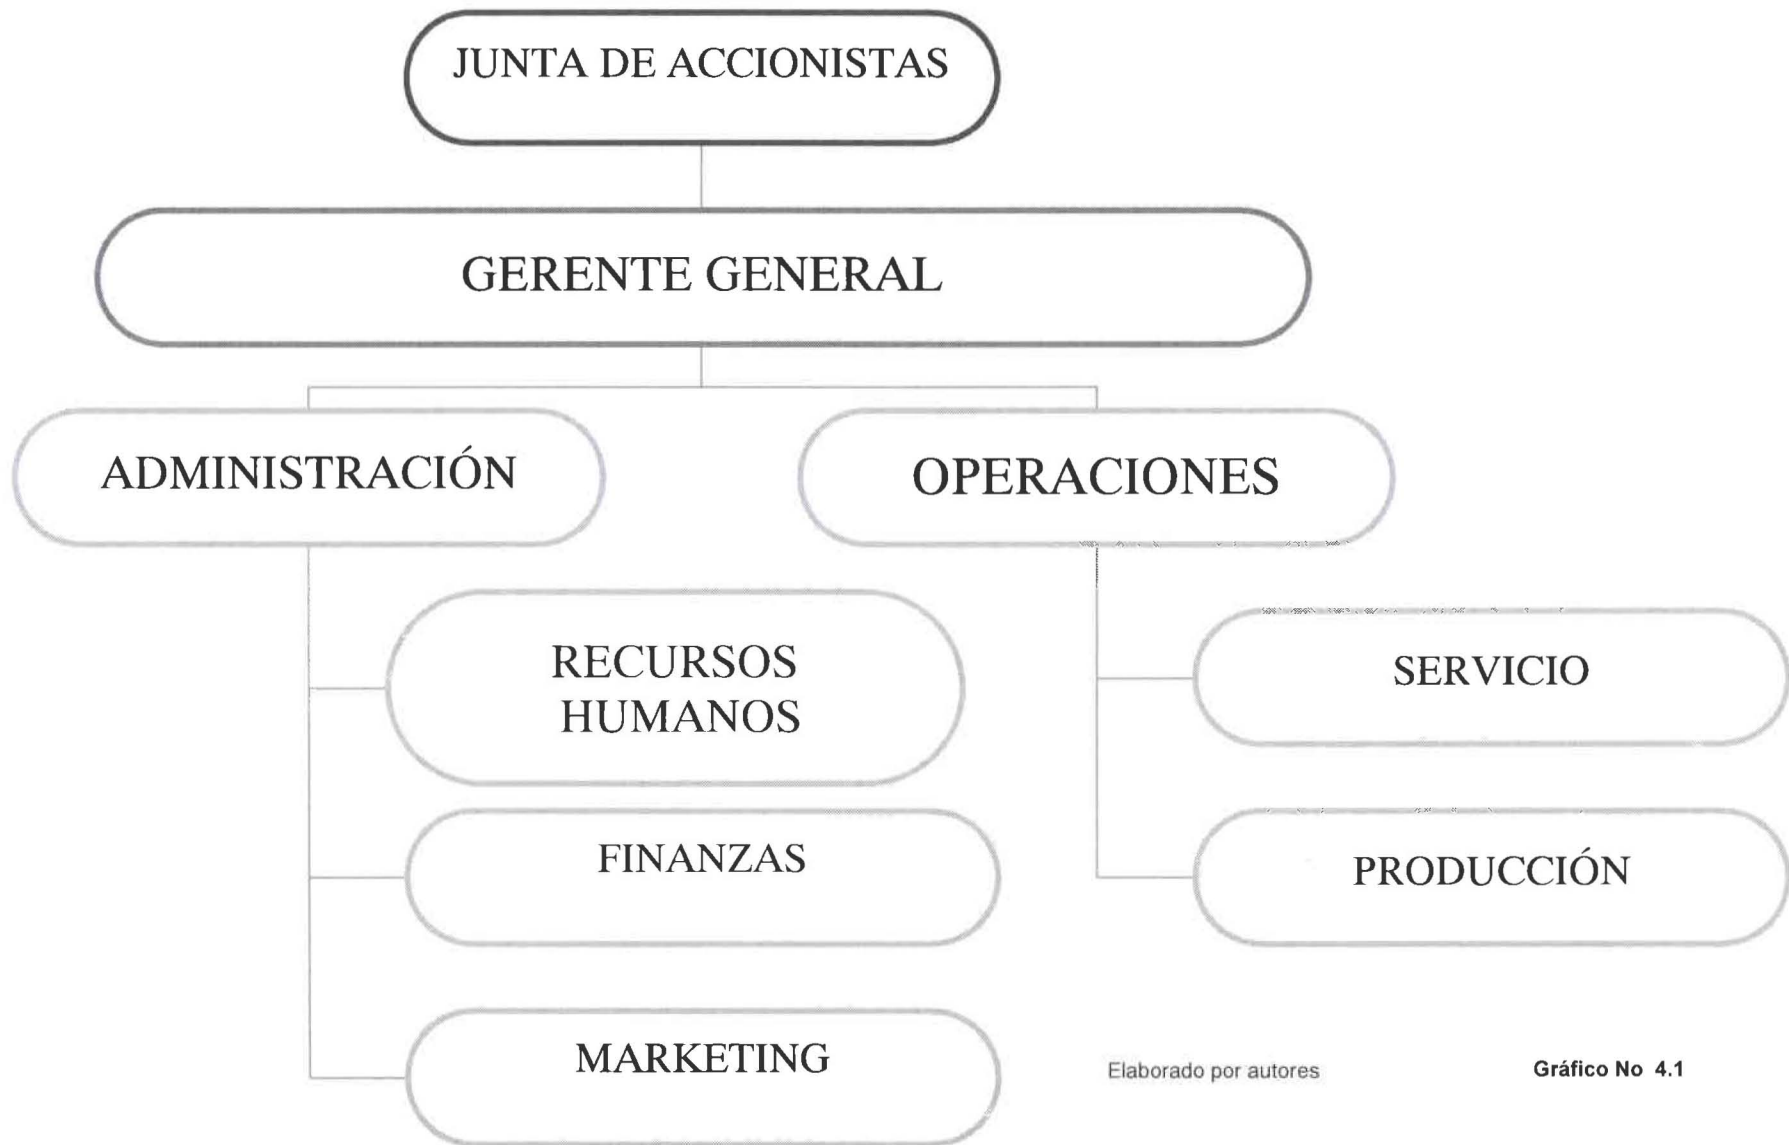 JUNTA DE ACCIONISTAS
GERENTE GENERAL
ADMINISTRACIÓN
OPERACIONES
RECURSOS
HUMANOS
SERVICIO
FINANZAS
PRODUCCIÓN
MARKETING
Elaborado por autores
Gráfico No 4.1